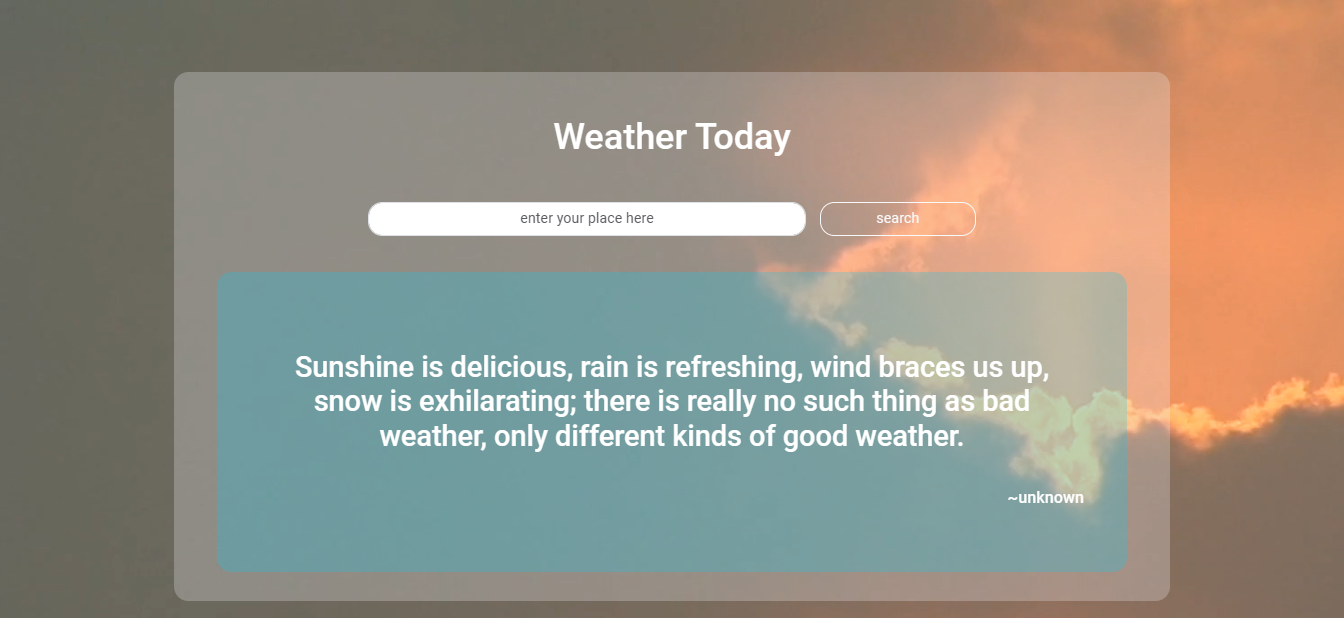 Weather Today
enter your place here
search
Sunshine is delicious, rain is refreshing, wind braces us up,
snow is exhilarating; there is really no such thing as bad
weather, only different kinds of good weather.
~unknown